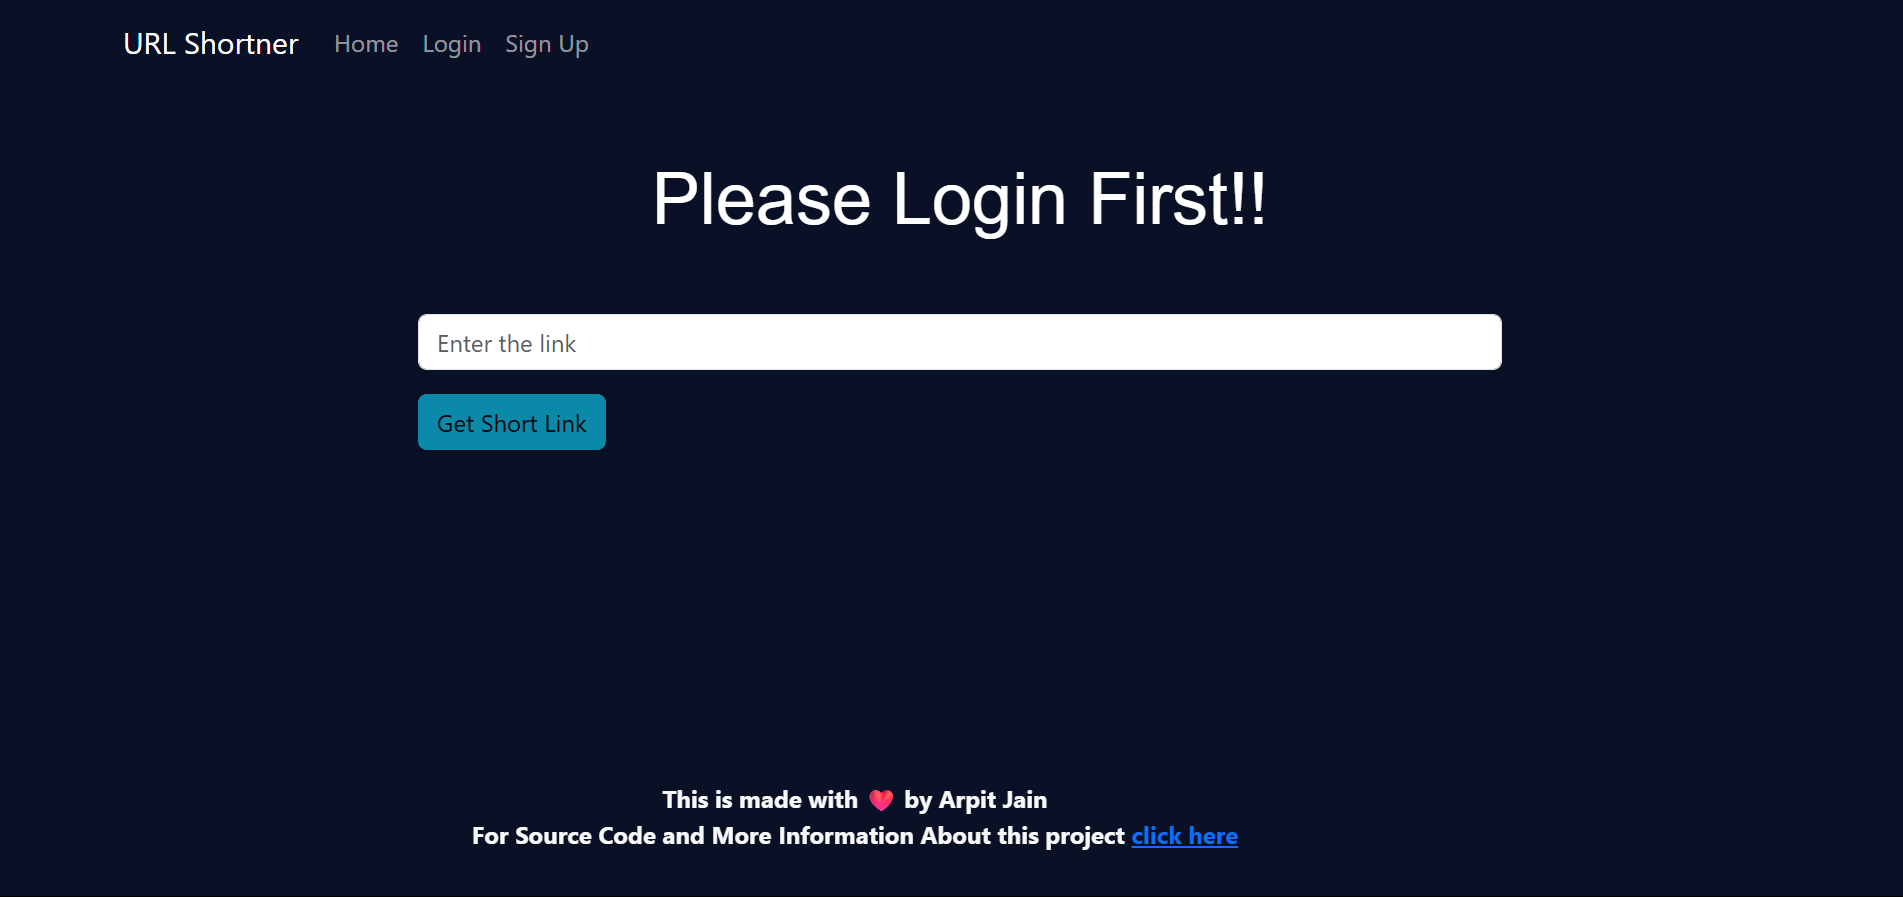 URL Shortner Home Login Sign Up
Please Login First!!
Enter the link
Get Short Link
This is made with ❤️ by Arpit Jain
For Source Code and More Information About this project click here